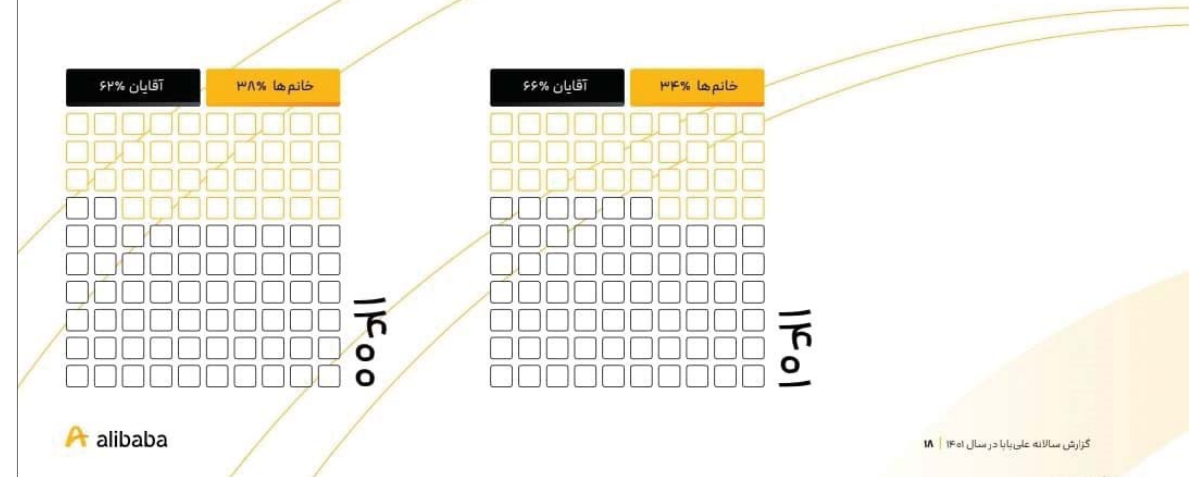 خانم‌ها %۳۴
آقایان %۶۶
۱۴۰۱
خانم‌ها %۳۸
آقایان %۶۲
۱۴۰۰
گزارش سالانه علی‌بابا در سال ۱۴۰۱ | ۱۸
alibaba